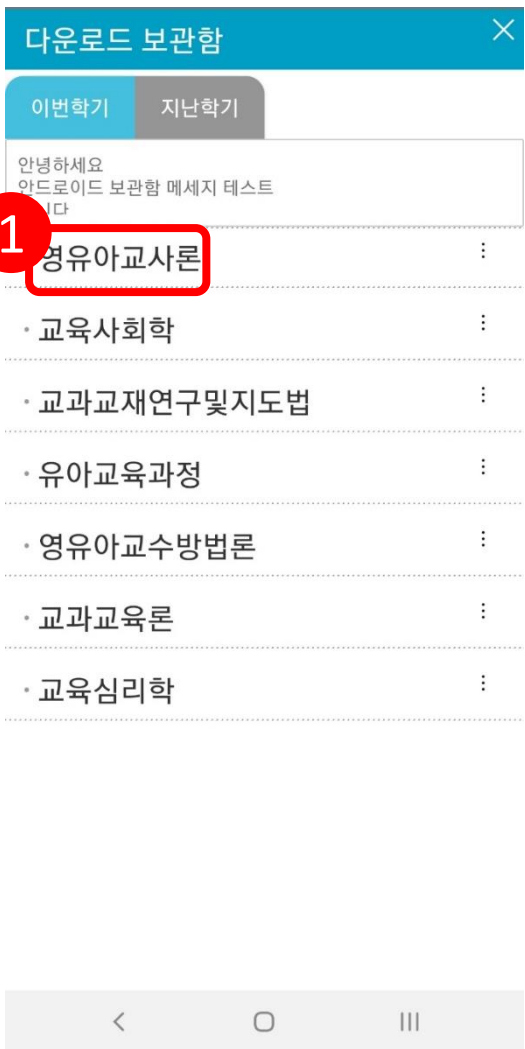 다운로드 보관함
이번학기 지난학기
안녕하세요
안드로이드 보관함 메세지 테스트
1
영유아교사론
· 교육사회학
· 교과교재연구및지도법
· 유아교육과정
· 영유아교수방법론
· 교과교육론
· 교육심리학